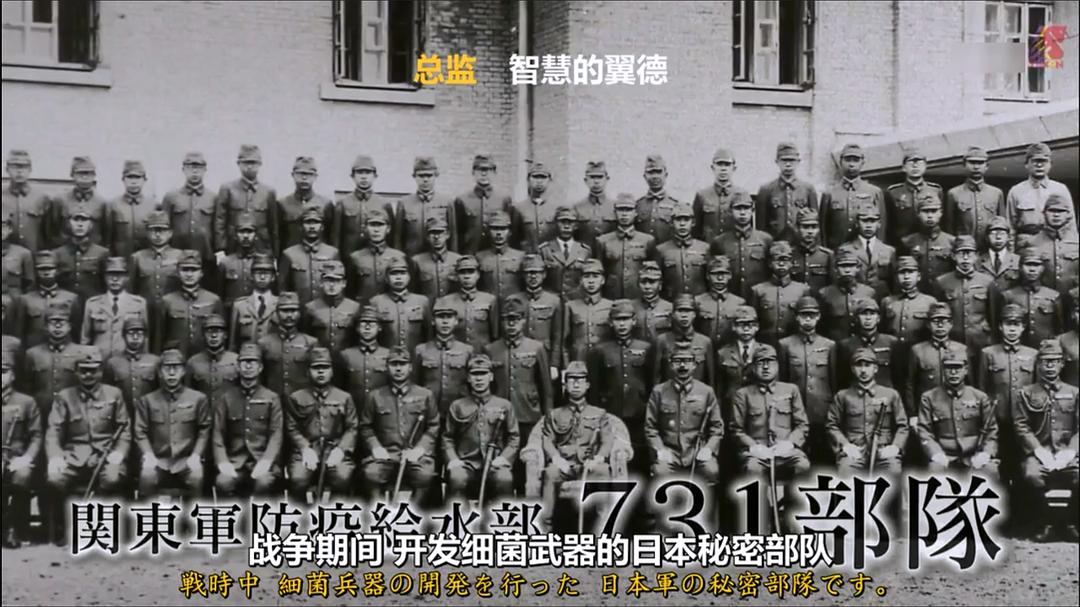 总监 智慧的翼德
関東軍防疫給水部 731部隊
战争期间 开发细菌武器的日本秘密部队
戦時中 細菌兵器の開発を行った 日本軍の秘密部隊です。